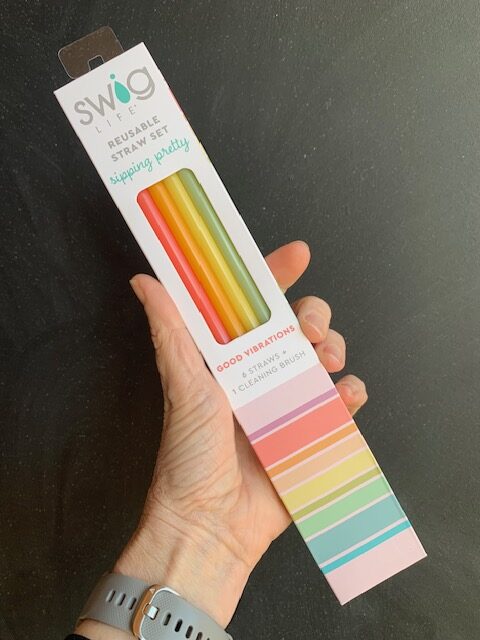 swig
LIFE
REUSABLE
STRAW SET
sipping pretty
GOOD VIBRATIONS
6 STRAWS +
1 CLEANING BRUSH